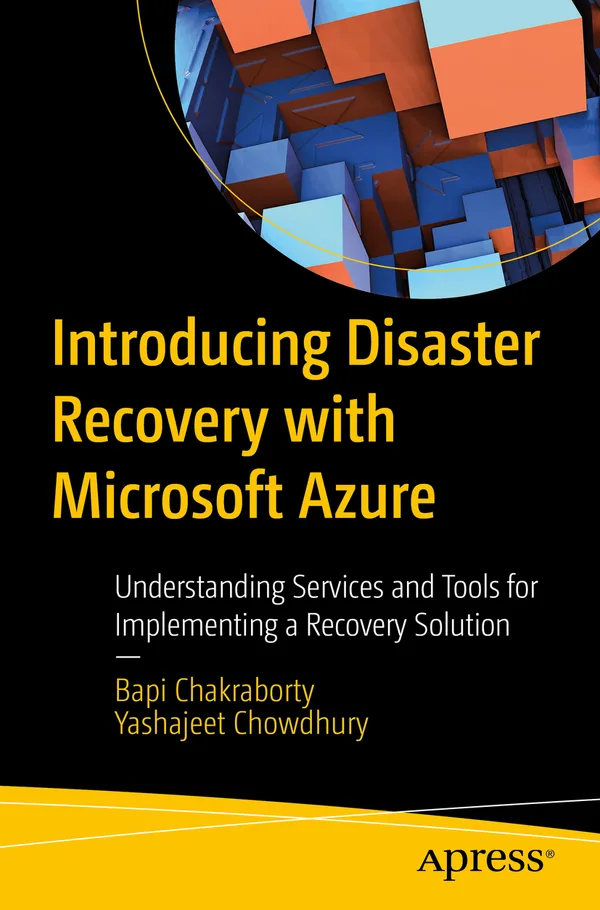 Introducing Disaster
Recovery with
Microsoft Azure
Understanding Services and Tools for
Implementing a Recovery Solution
Bapi Chakraborty
Yashajeet Chowdhury
Apress®